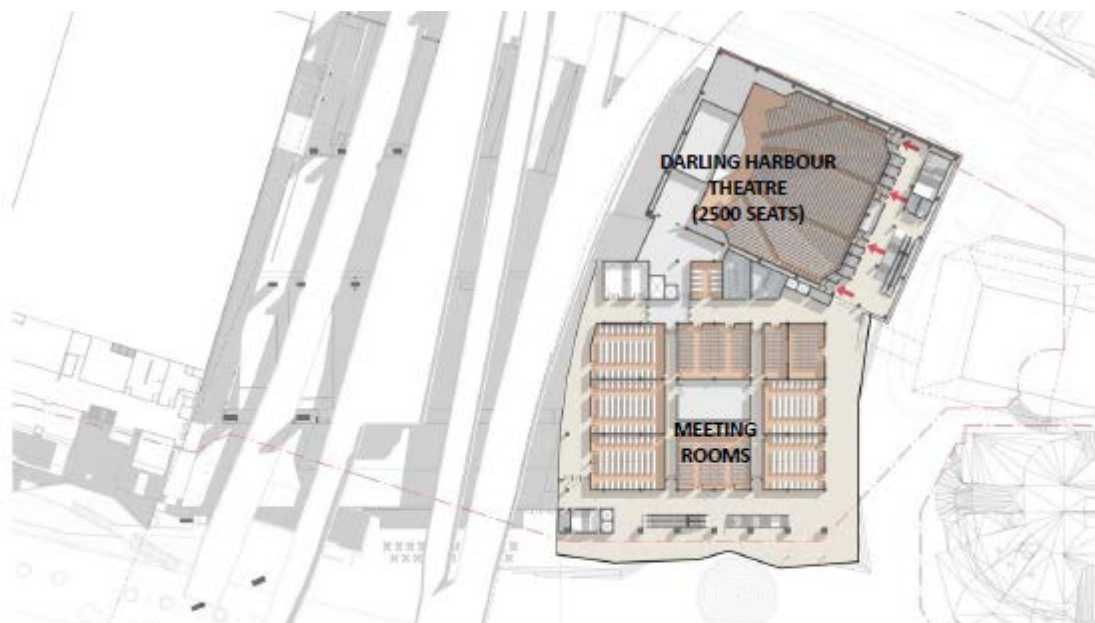 DARLING HARBOUR
THEATRE
(2500 SEATS)
MEETING
ROOMS